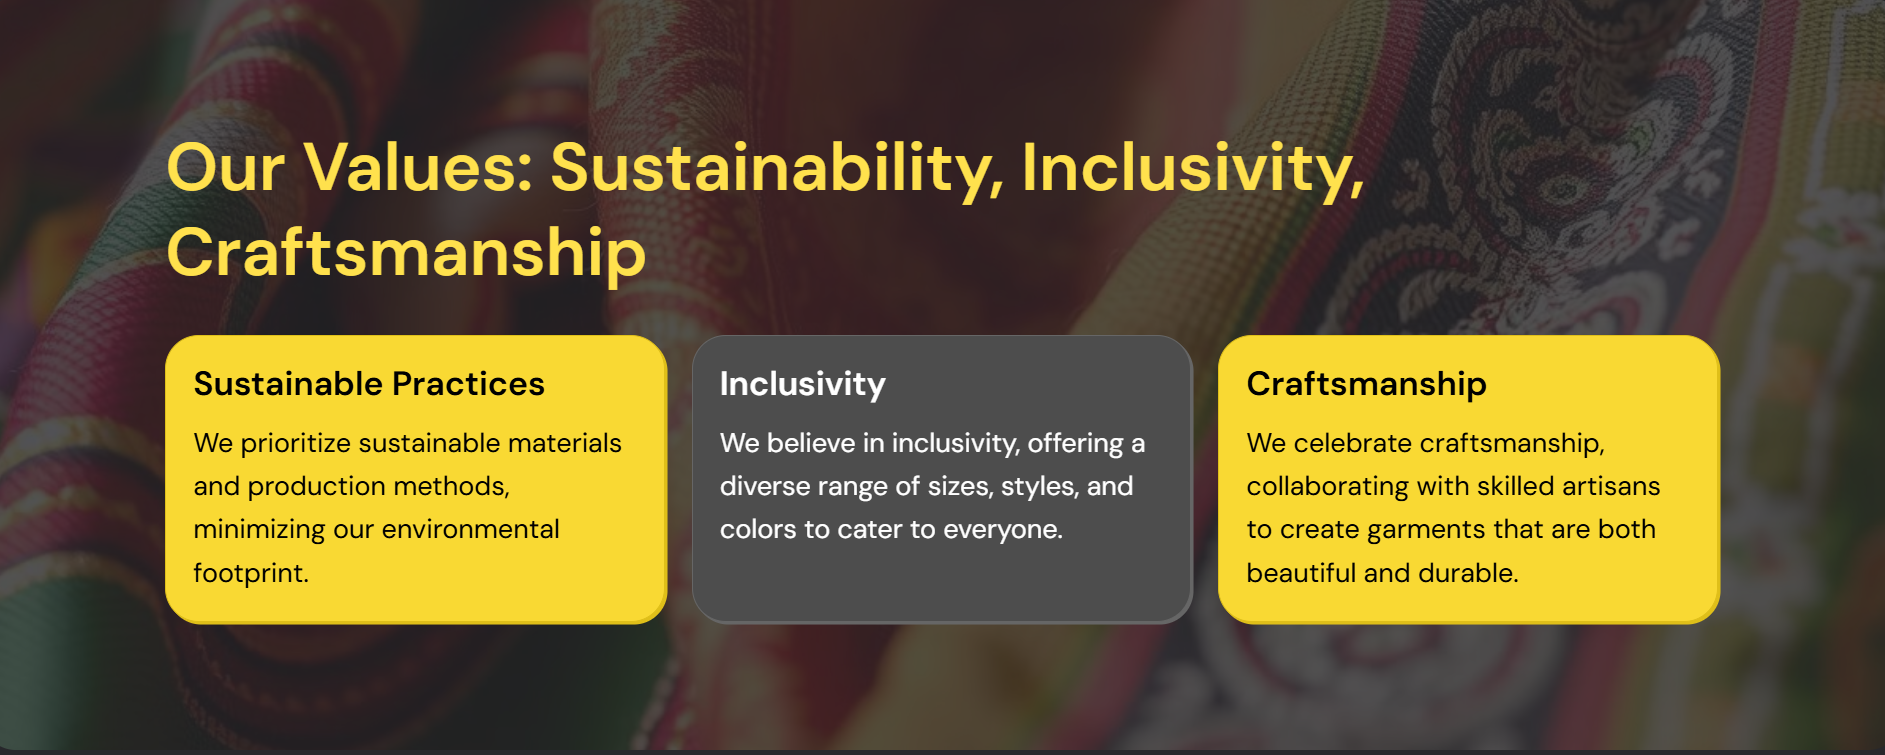 Our Values: Sustainability, Inclusivity,
Craftsmanship
Sustainable Practices
We prioritize sustainable materials
and production methods,
minimizing our environmental
footprint.
Inclusivity
We believe in inclusivity, offering a
diverse range of sizes, styles, and
colors to cater to everyone.
Craftsmanship
We celebrate craftsmanship,
collaborating with skilled artisans
to create garments that are both
beautiful and durable.